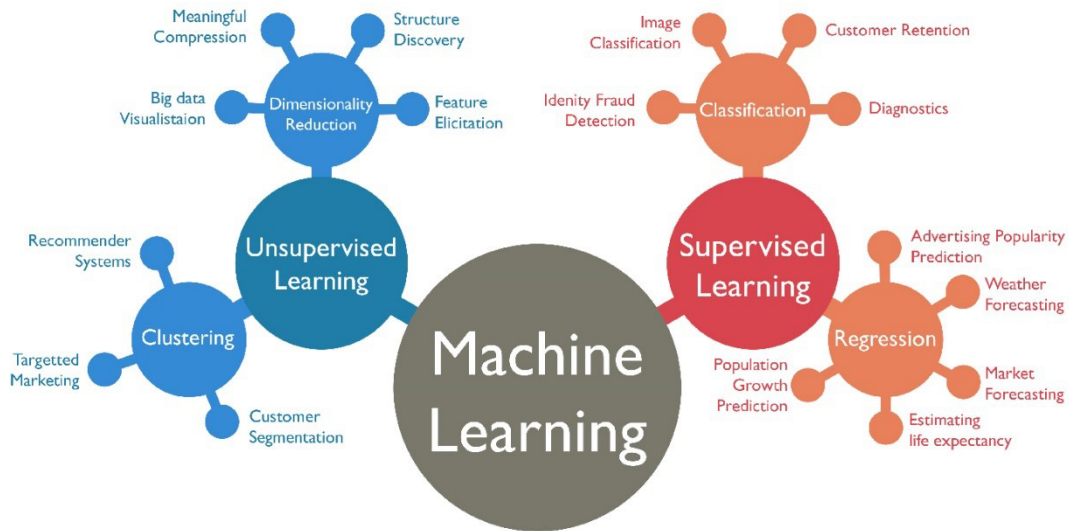 Meaningful
Compression
Structure
Discovery
Big data
Visualistaion
Dimensionality
Reduction
Feature
Elicitation
Unsupervised
Learning
Recommender
Systems
Clustering
Targetted
Marketing
Customer
Segmentation
Machine
Learning
Image
Classification
Customer Retention
Idenity Fraud
Detection
Classification
Diagnostics
Supervised
Learning
Advertising Popularity
Prediction
Weather
Forecasting
Regression
Population
Growth
Prediction
Market
Forecasting
Estimating
life expectancy